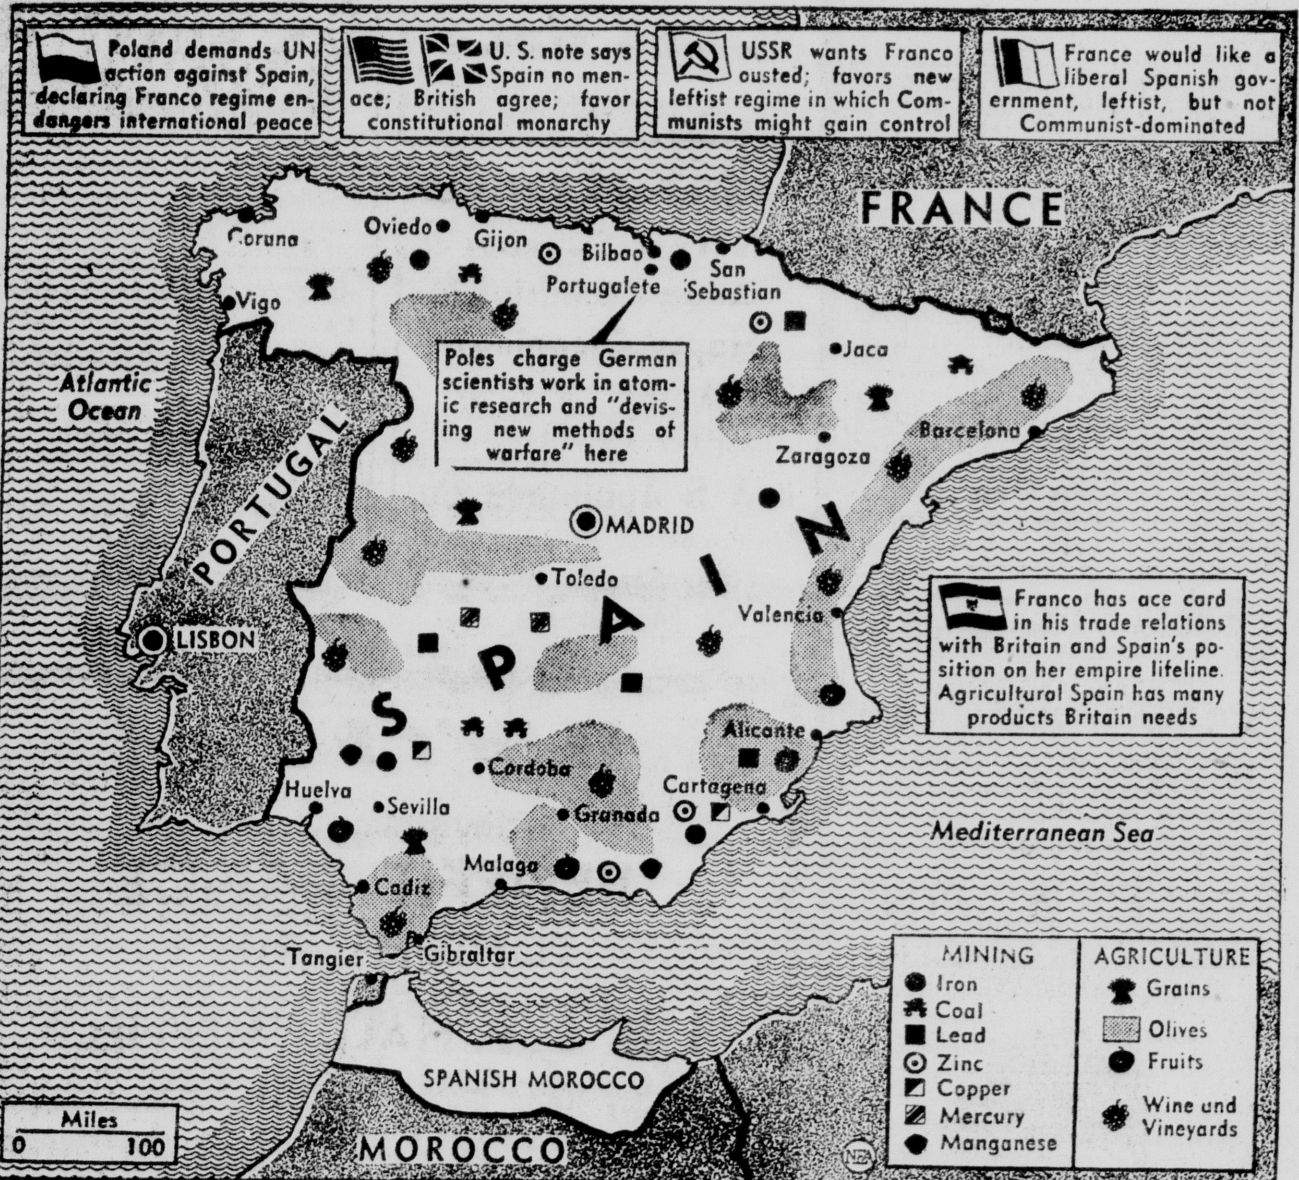 Poland demands UN
action against Spain,
declaring Franco regime en-
dangers international peace
U. S. note says
Spain no men-
ace; British agree; favor
constitutional monarchy
USSR wants Franco
ousted; favors new
leftist regime in which Com-
munists might gain control
France would like a
liberal Spanish gov-
ernment, leftist, but not
Communist-dominated
FRANCE
Coruna
Oviedo
Gijon
Bilbao
Portugalete
San
Sebastian
Vigo
Jaca
Poles charge German
scientists work in atom-
ic research and "devis-
ing new methods of
warfare" here
Atlantic
Ocean
PORTUGAL
Barcelona
Zaragoza
MADRID
Toledo
SPAIN
Valencia
LISBON
Franco has ace card
in his trade relations
with Britain and Spain's po-
sition on her empire lifeline.
Agricultural Spain has many
products Britain needs
Alicante
Cordoba
Cartagena
Huelva
Sevilla
Granada
Mediterranean Sea
Malaga
Cadiz
Tangier
Gibraltar
SPANISH MOROCCO
MOROCCO
Miles
0 100
NEA
MINING
Iron
Coal
Lead
Zinc
Copper
Mercury
Manganese
AGRICULTURE
Grains
Olives
Fruits
Wine and
Vineyards